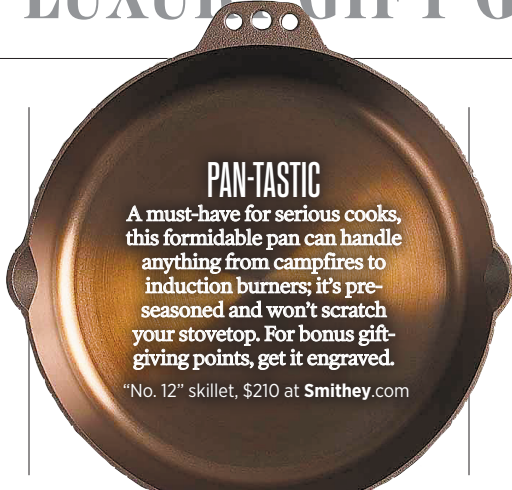 LUXURY GIFT G
PAN-TASTIC
A must-have for serious cooks,
this formidable pan can handle
anything from campfires to
induction burners; it's pre-
seasoned and won't scratch
your stovetop. For bonus gift-
giving points, get it engraved.
“No. 12” skillet, $210 at Smithey.com